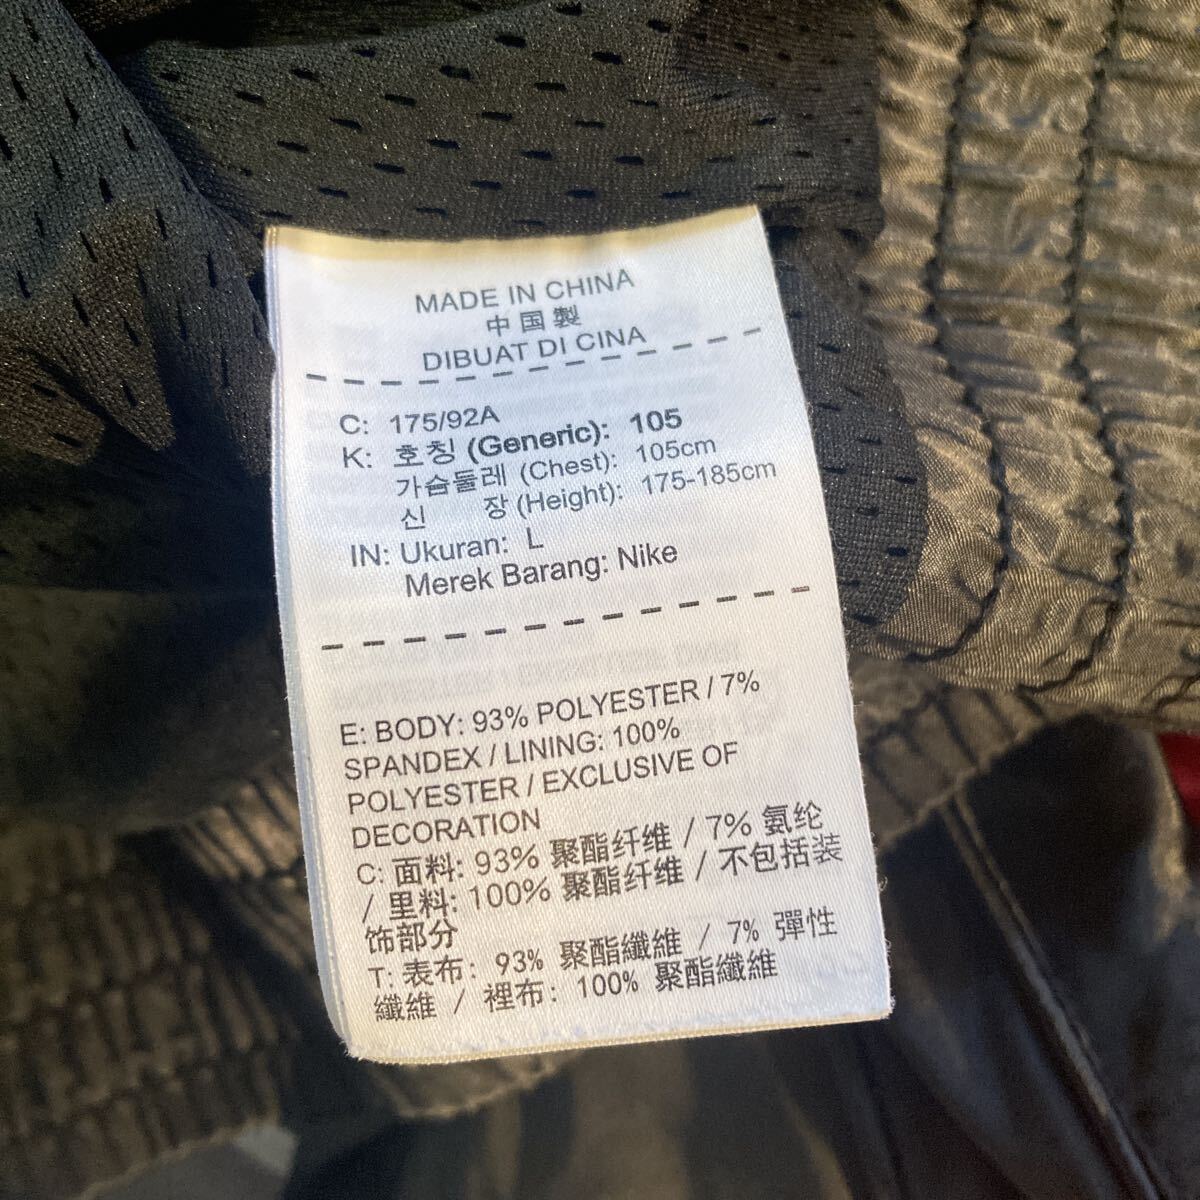 MADE IN CHINA
中国製
DIBUAT DI CINA
C: 175/92A
K: 호칭 (Generic): 105
가슴둘레 (Chest): 105cm
신 장 (Height): 175-185cm
IN: Ukuran: L
Merek Barang: Nike
E: BODY: 93% POLYESTER / 7%
SPANDEX / LINING: 100%
POLYESTER / EXCLUSIVE OF
DECORATION
C: 面料: 93% 聚酯纤维 / 7% 氨纶
/ 里料: 100% 聚酯纤维 / 不包括装
饰部分
T: 表布: 93% 聚酯纖維 / 7% 彈性
纖維 / 裡布: 100% 聚酯纖維